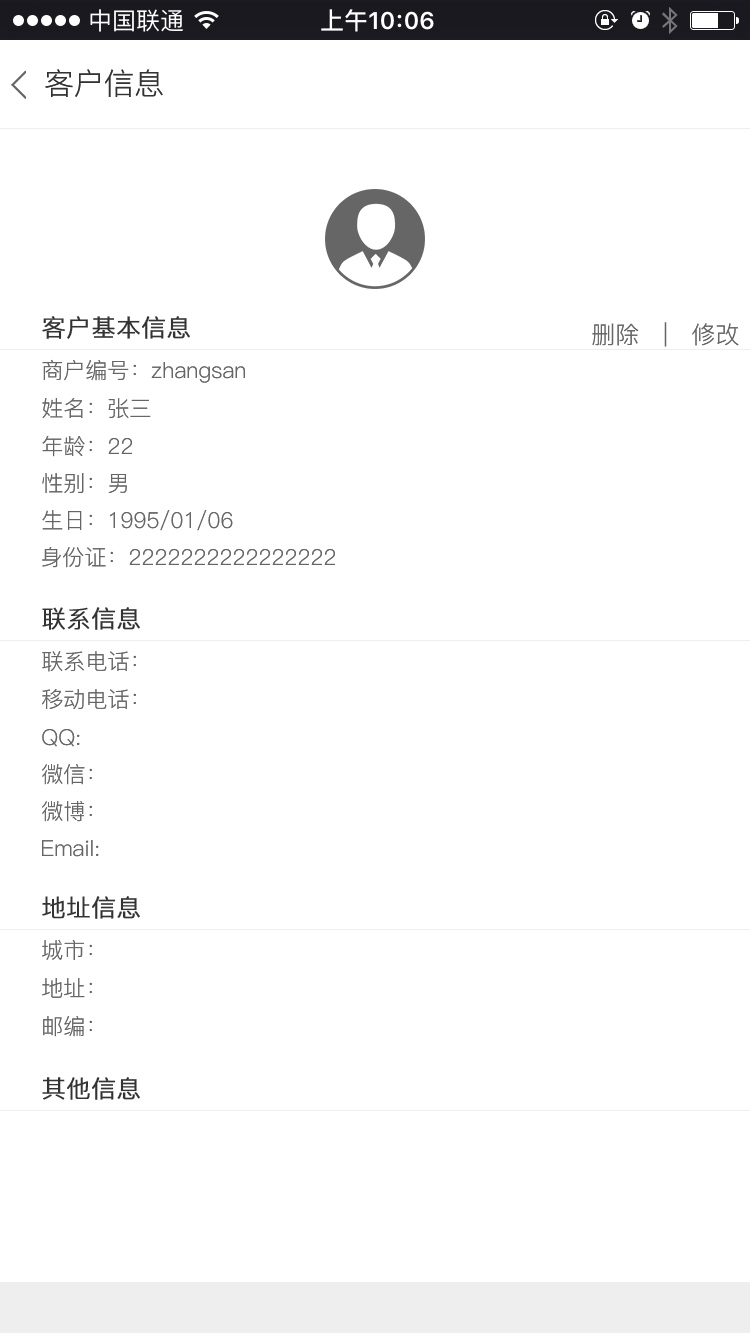 中国联通 上午10:06
客户信息
客户基本信息
删除 | 修改
商户编号：zhangsan
姓名：张三
年龄：22
性别：男
生日：1995/01/06
身份证：2222222222222222
联系信息
联系电话：
移动电话：
QQ:
微信：
微博：
Email:
地址信息
城市：
地址：
邮编：
其他信息